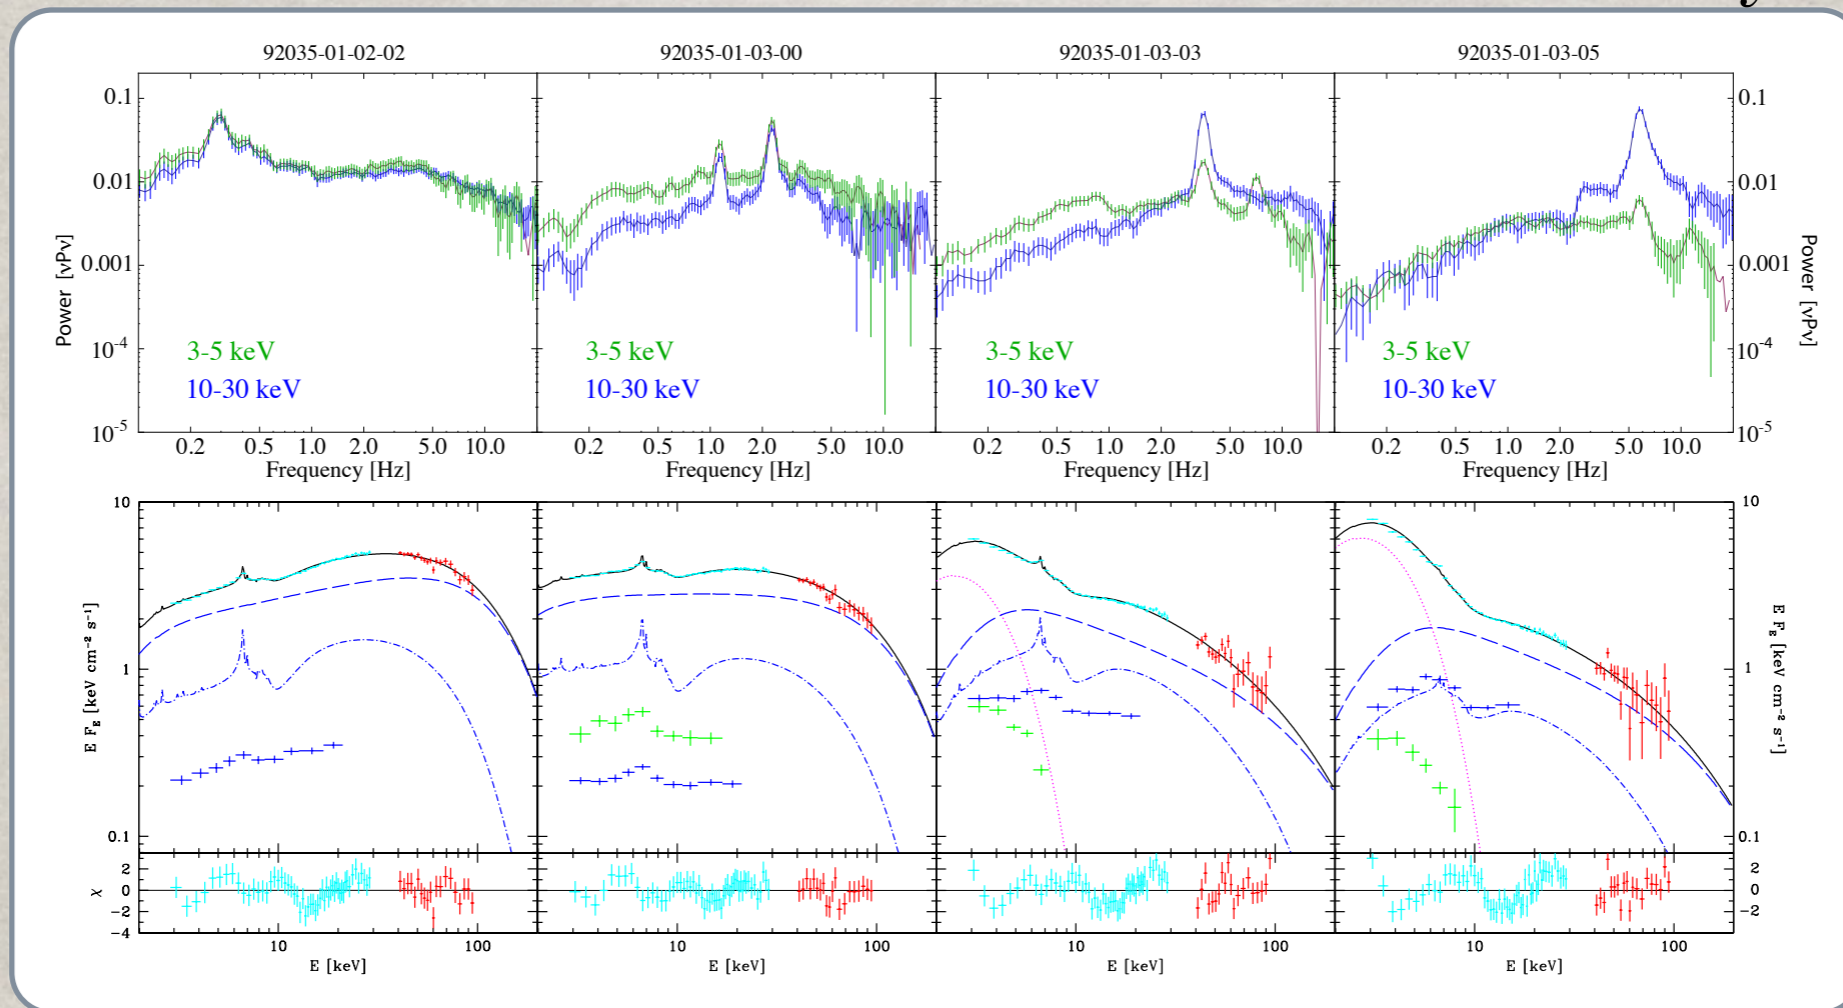 92035-01-02-02 92035-01-03-00 92035-01-03-03 92035-01-03-05
0.1 0.1
0.01 0.01
0.001 0.001
10⁻⁴ 10⁻⁴
10⁻⁵ 10⁻⁵
Power [νPν] Power [νPν]
3-5 keV 3-5 keV 3-5 keV 3-5 keV
10-30 keV 10-30 keV 10-30 keV 10-30 keV
0.2 0.5 1.0 2.0 5.0 10.0 0.2 0.5 1.0 2.0 5.0 10.0 0.2 0.5 1.0 2.0 5.0 10.0 0.2 0.5 1.0 2.0 5.0 10.0
Frequency [Hz] Frequency [Hz] Frequency [Hz] Frequency [Hz]
10 10
1 1
0.1 0.1
E F_E [keV cm⁻² s⁻¹] E F_E [keV cm⁻² s⁻¹]
2 2
0 0
−2 −2
−4
χ
10 100 10 100 10 100 10 100
E [keV] E [keV] E [keV] E [keV]